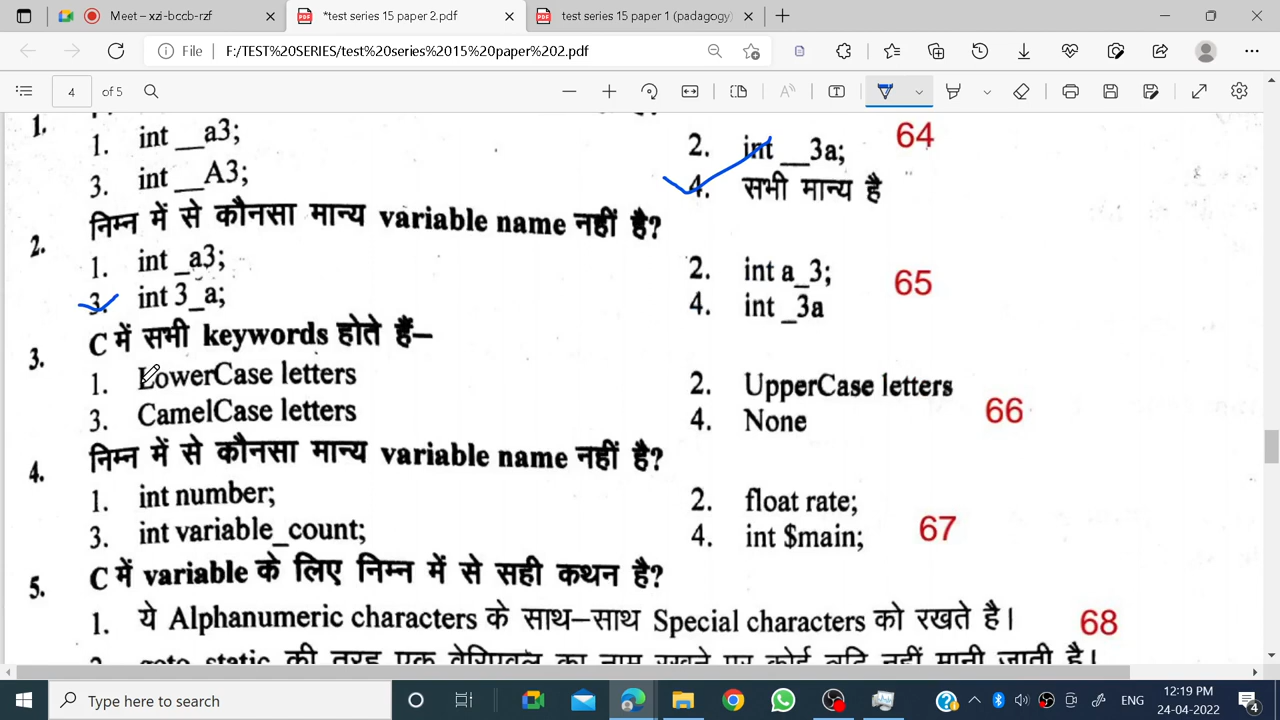 Meet – xzi-bccb-rzf
*test series 15 paper 2.pdf
test series 15 paper 1 (padagogy)
File F:/TEST%20SERIES/test%20series%2015%20paper%202.pdf
4 of 5
1.
1. int __a3;
2. int __3a;
64
3. int __A3;
4. सभी मान्य है
2. निम्न में से कौनसा मान्य variable name नहीं है?
1. int _a3;
2. int a_3;
65
3. int 3_a;
4. int _3a
3. C में सभी keywords होते हैं–
1. LowerCase letters
2. UpperCase letters
66
3. CamelCase letters
4. None
4. निम्न में से कौनसा मान्य variable name नहीं है?
1. int number;
2. float rate;
3. int variable_count;
4. int $main;
67
5. C में variable के लिए निम्न में से सही कथन है?
1. ये Alphanumeric characters के साथ–साथ Special characters को रखते है।
68
Type here to search
ENG
12:19 PM
24-04-2022
4